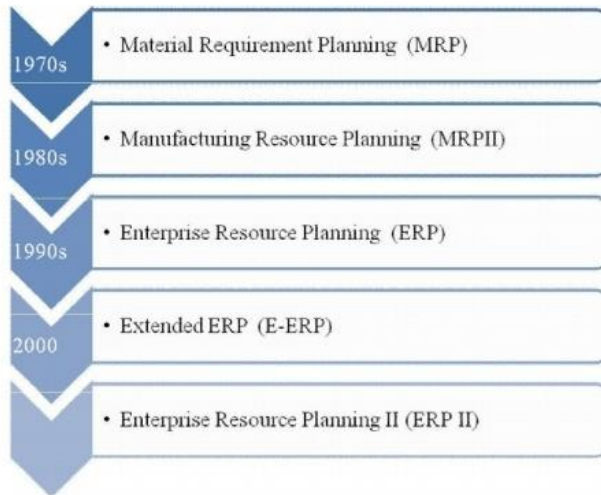 1970s
• Material Requirement Planning (MRP)
1980s
• Manufacturing Resource Planning (MRPII)
1990s
• Enterprise Resource Planning (ERP)
2000
• Extended ERP (E-ERP)
• Enterprise Resource Planning II (ERP II)